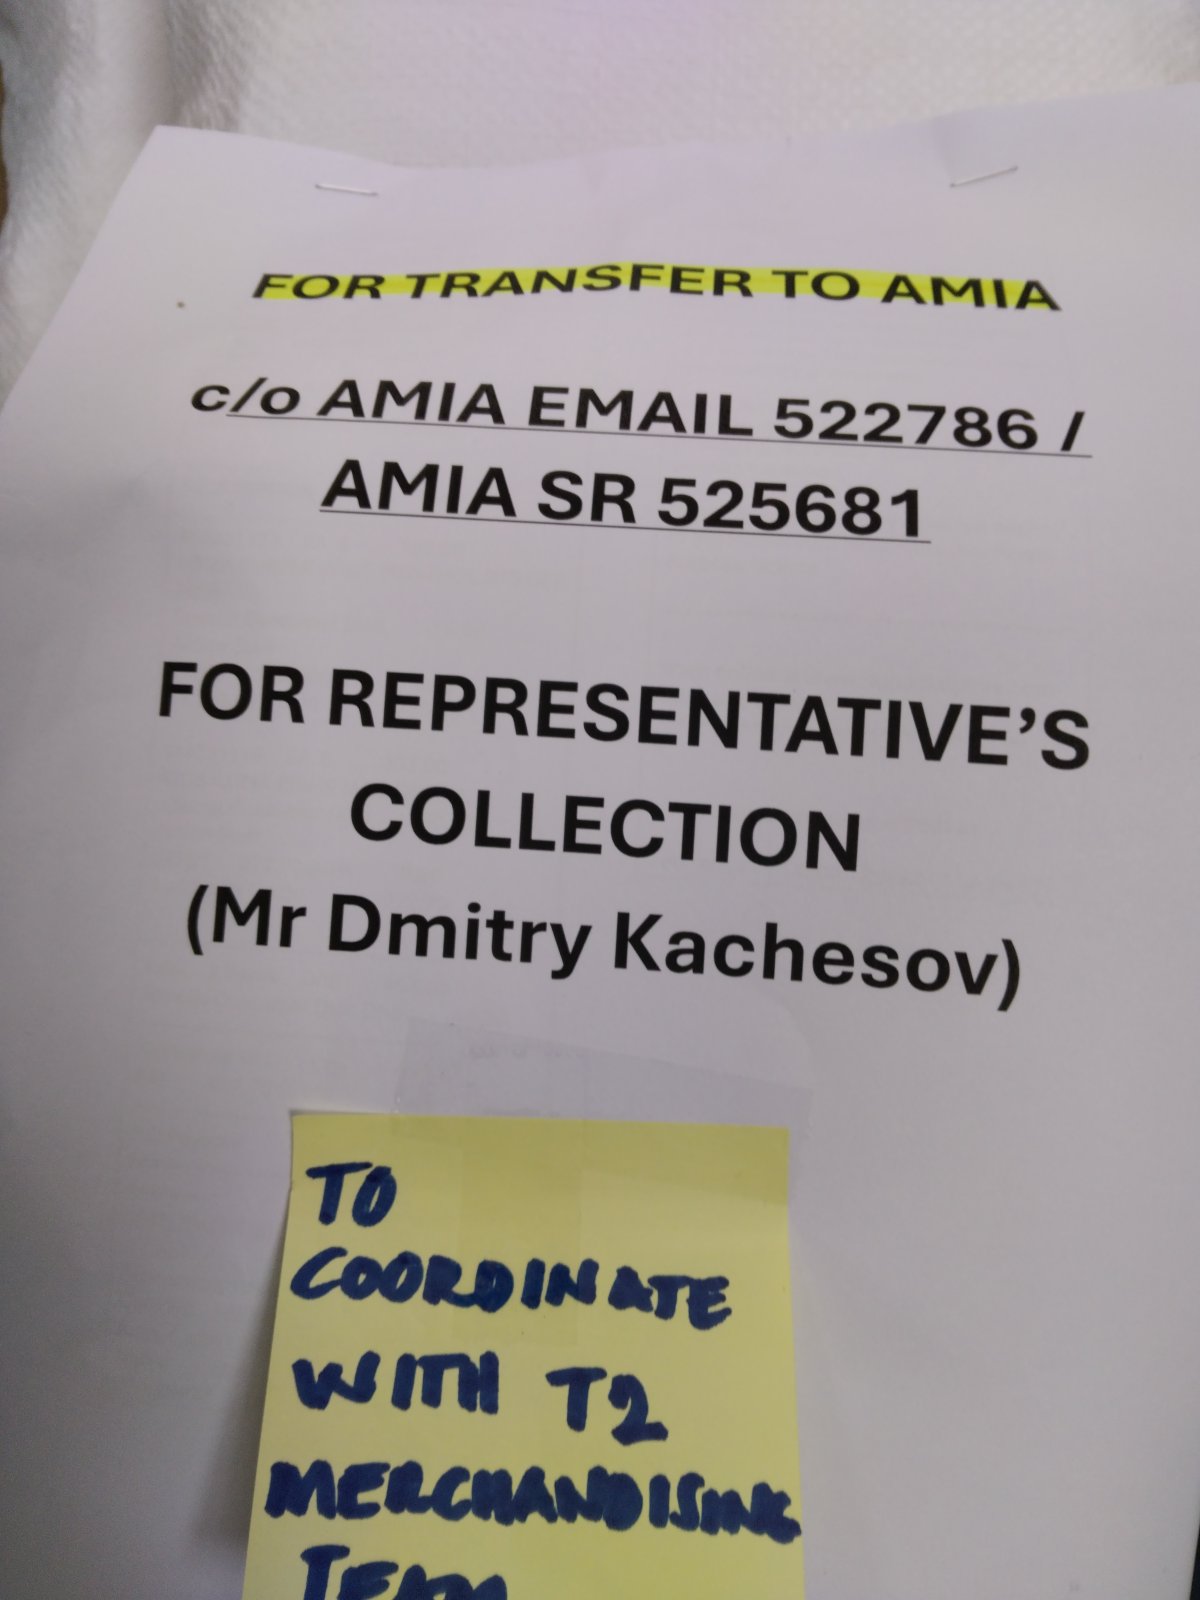 FOR TRANSFER TO AMIA
c/o AMIA EMAIL 522786 /
AMIA SR 525681
FOR REPRESENTATIVE’S
COLLECTION
(Mr Dmitry Kachesov)
TO
COORDINATE
WITH T2
MERCHANDISING
TEAM